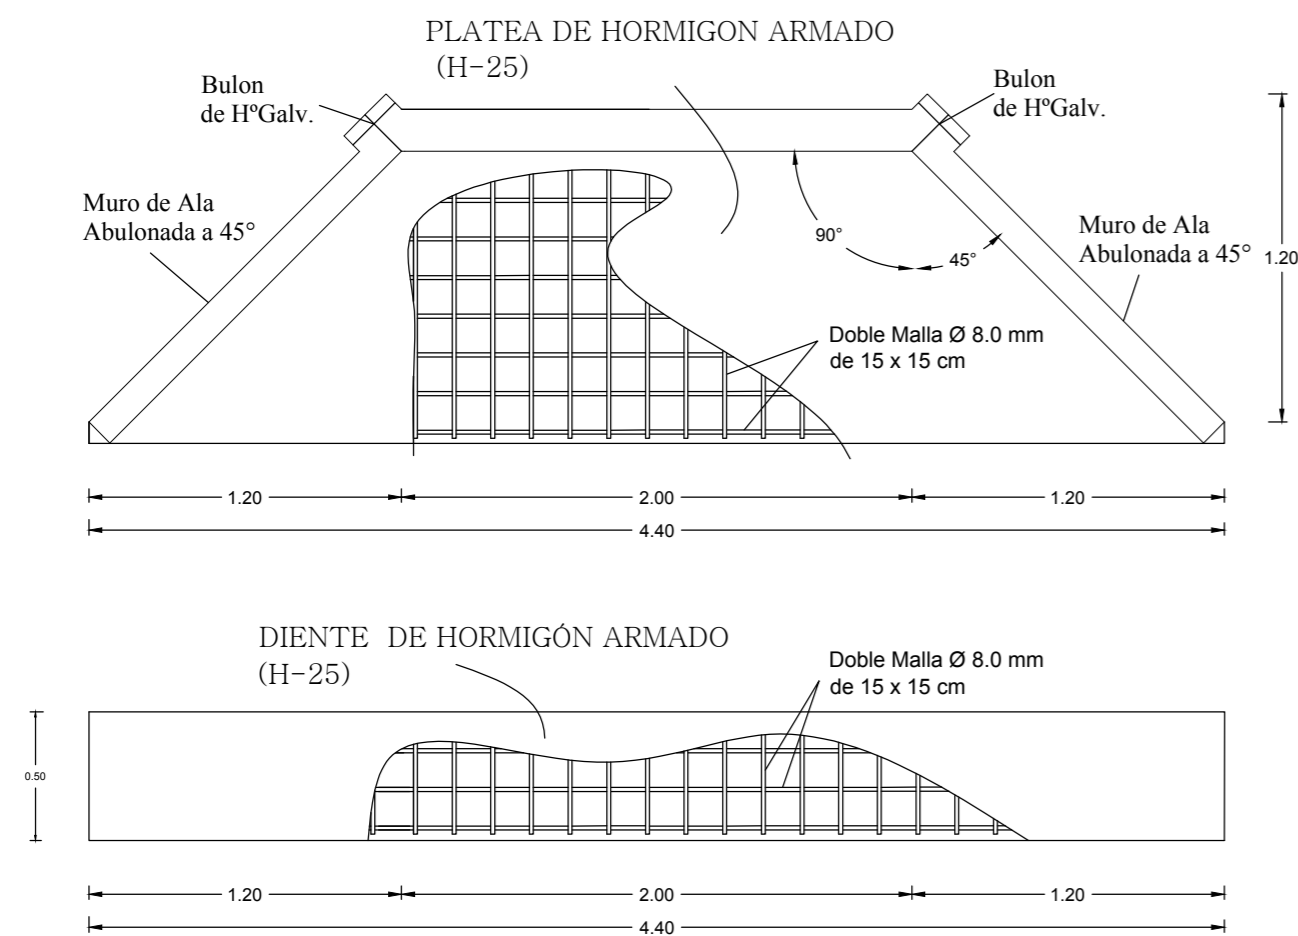 PLATEA DE HORMIGON ARMADO
(H-25)
Bulon
de HºGalv.
Bulon
de HºGalv.
Muro de Ala
Abulonada a 45°
Muro de Ala
Abulonada a 45°
1.20
90°
45°
Doble Malla Ø 8.0 mm
de 15 x 15 cm
1.20
2.00
1.20
4.40
DIENTE DE HORMIGÓN ARMADO
(H-25)
Doble Malla Ø 8.0 mm
de 15 x 15 cm
0.50
1.20
2.00
1.20
4.40